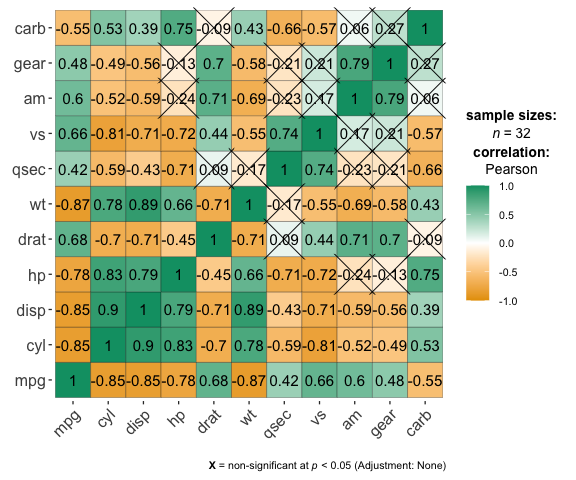 carb -0.55 0.53 0.39 0.75 -0.09 0.43 -0.66 -0.57 0.06 0.27 1
gear 0.48 -0.49 -0.56 -0.13 0.7 -0.58 -0.21 0.21 0.79 1 0.27
am 0.6 -0.52 -0.59 -0.24 0.71 -0.69 -0.23 0.17 1 0.79 0.06
vs 0.66 -0.81 -0.71 -0.72 0.44 -0.55 0.74 1 0.17 0.21 -0.57
qsec 0.42 -0.59 -0.43 -0.71 0.09 -0.17 1 0.74 -0.23 -0.21 -0.66
wt -0.87 0.78 0.89 0.66 -0.71 1 -0.17 -0.55 -0.69 -0.58 0.43
drat 0.68 -0.7 -0.71 -0.45 1 -0.71 0.09 0.44 0.71 0.7 -0.09
hp -0.78 0.83 0.79 1 -0.45 0.66 -0.71 -0.72 -0.24 -0.13 0.75
disp -0.85 0.9 1 0.79 -0.71 0.89 -0.43 -0.71 -0.59 -0.56 0.39
cyl -0.85 1 0.9 0.83 -0.7 0.78 -0.59 -0.81 -0.52 -0.49 0.53
mpg 1 -0.85 -0.85 -0.78 0.68 -0.87 0.42 0.66 0.6 0.48 -0.55
mpg cyl disp hp drat wt qsec vs am gear carb
sample sizes:
n = 32
correlation:
Pearson
1.0
0.5
0.0
-0.5
-1.0
X = non-significant at p < 0.05 (Adjustment: None)